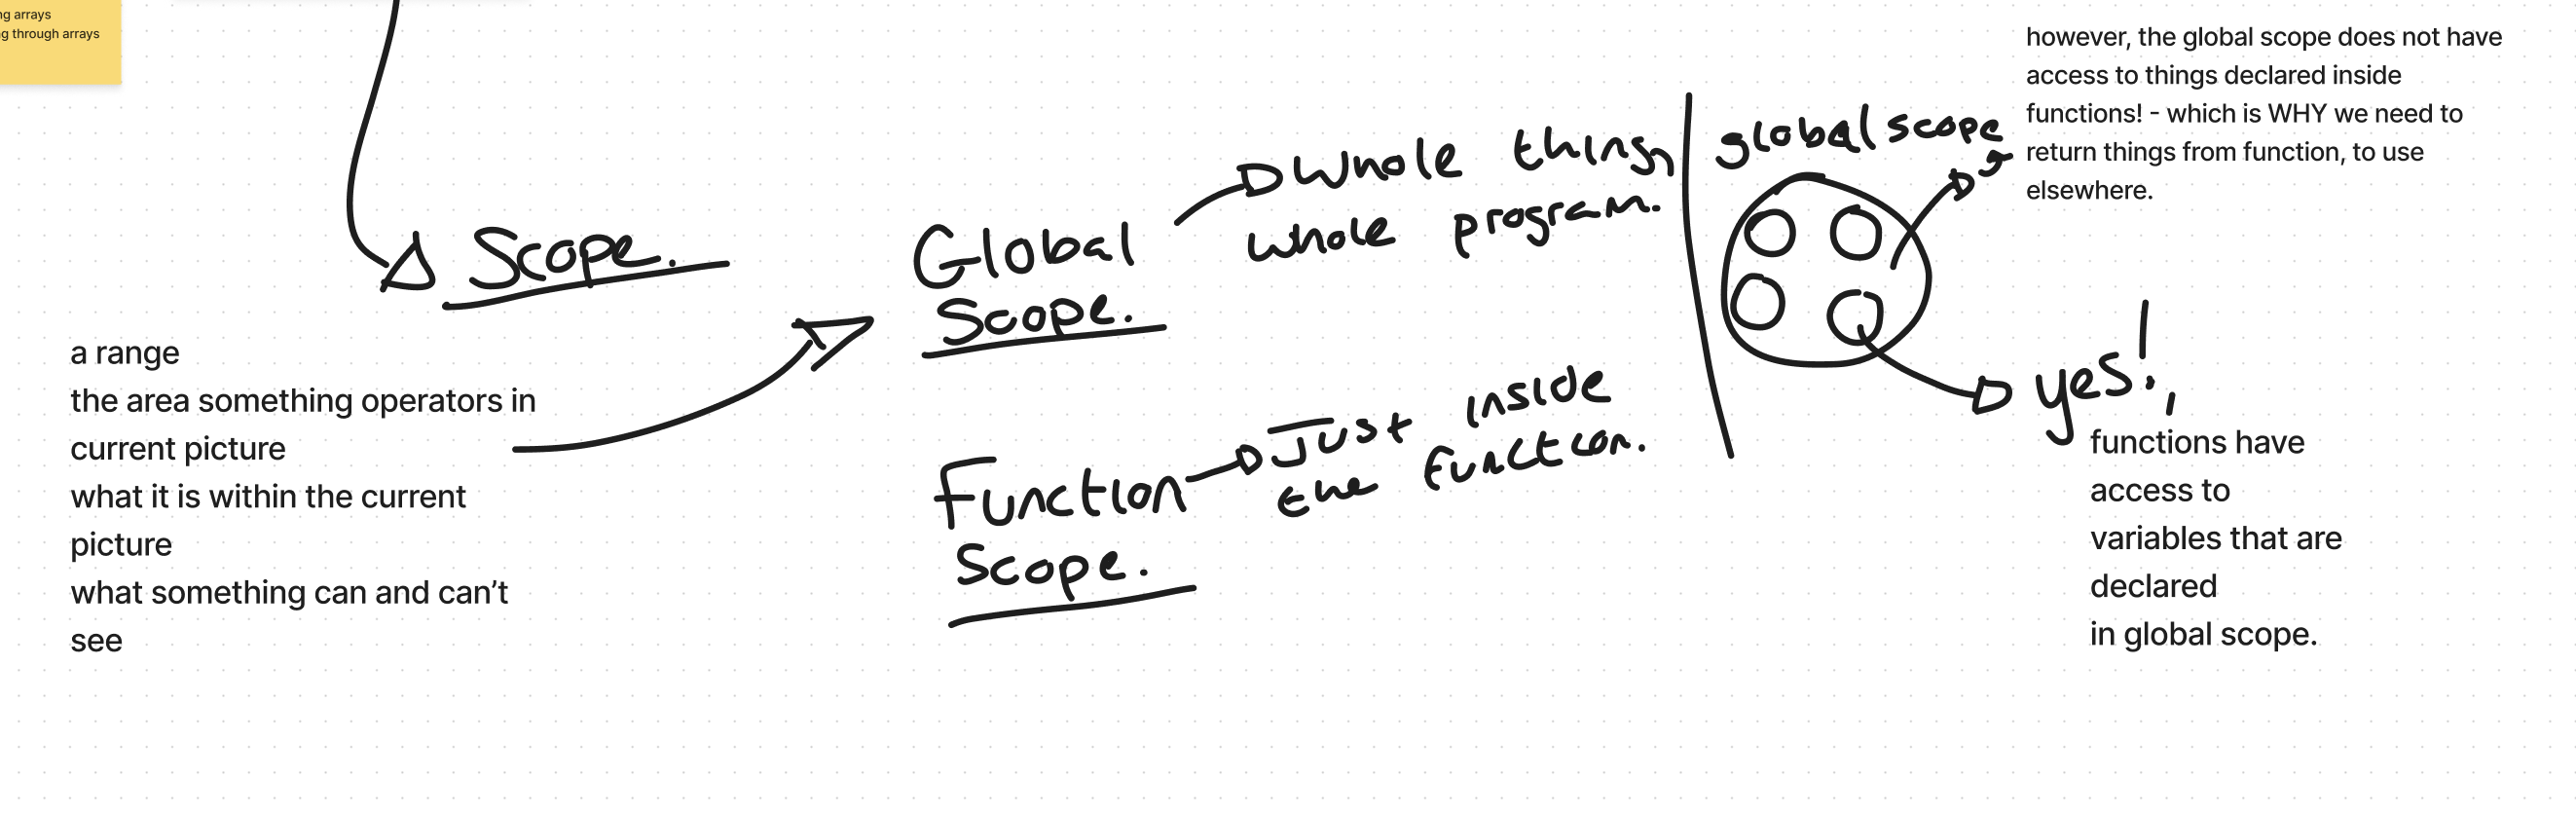 ng arrays
g through arrays
Scope.
a range
the area something operators in
current picture
what it is within the current
picture
what something can and can't
see
Global
Scope.
Whole thing,
whole program.
Function
Scope.
Just inside
the function.
global scope
however, the global scope does not have
access to things declared inside
functions! - which is WHY we need to
return things from function, to use
elsewhere.
yes!,
functions have
access to
variables that are
declared
in global scope.